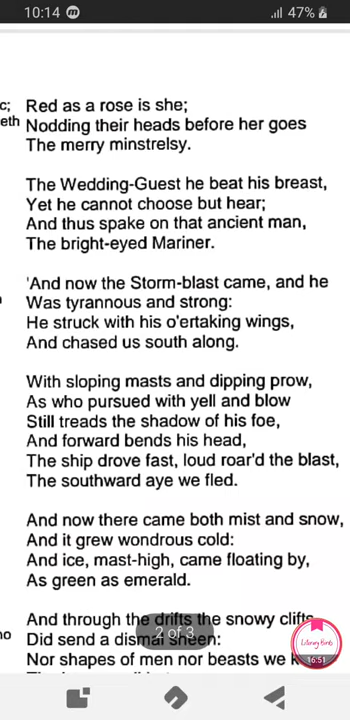 10:14
47%
c;
Red as a rose is she;
eth
Nodding their heads before her goes
The merry minstrelsy.
The Wedding-Guest he beat his breast,
Yet he cannot choose but hear;
And thus spake on that ancient man,
The bright-eyed Mariner.
'And now the Storm-blast came, and he
Was tyrannous and strong:
He struck with his o'ertaking wings,
And chased us south along.
With sloping masts and dipping prow,
As who pursued with yell and blow
Still treads the shadow of his foe,
And forward bends his head,
The ship drove fast, loud roar'd the blast,
The southward aye we fled.
And now there came both mist and snow,
And it grew wondrous cold:
And ice, mast-high, came floating by,
As green as emerald.
And through the drifts the snowy clifts
2 of 3
no
Did send a dismal sheen:
Nor shapes of men nor beasts we k
Literary Birds
16:51